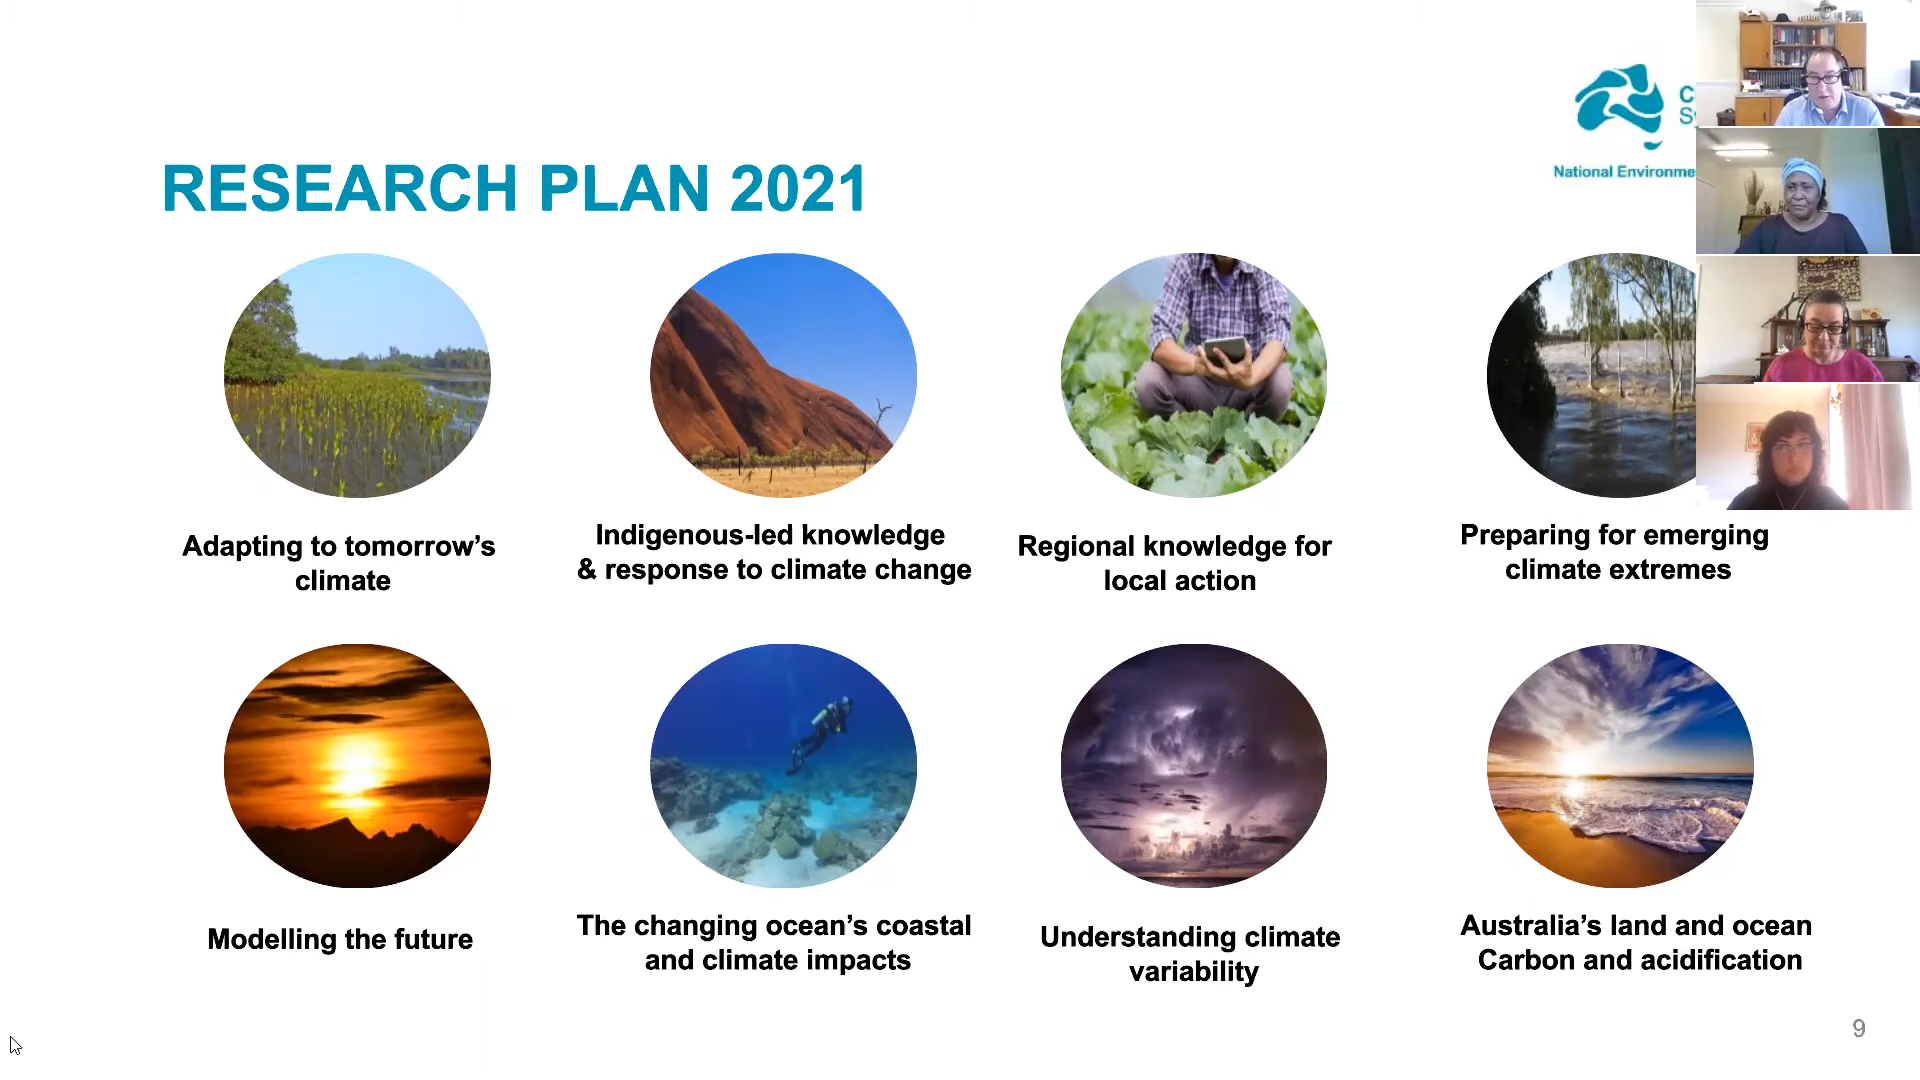 RESEARCH PLAN 2021
National Environme
Adapting to tomorrow’s
climate
Indigenous-led knowledge
& response to climate change
Regional knowledge for
local action
Preparing for emerging
climate extremes
Modelling the future
The changing ocean’s coastal
and climate impacts
Understanding climate
variability
Australia’s land and ocean
Carbon and acidification
9